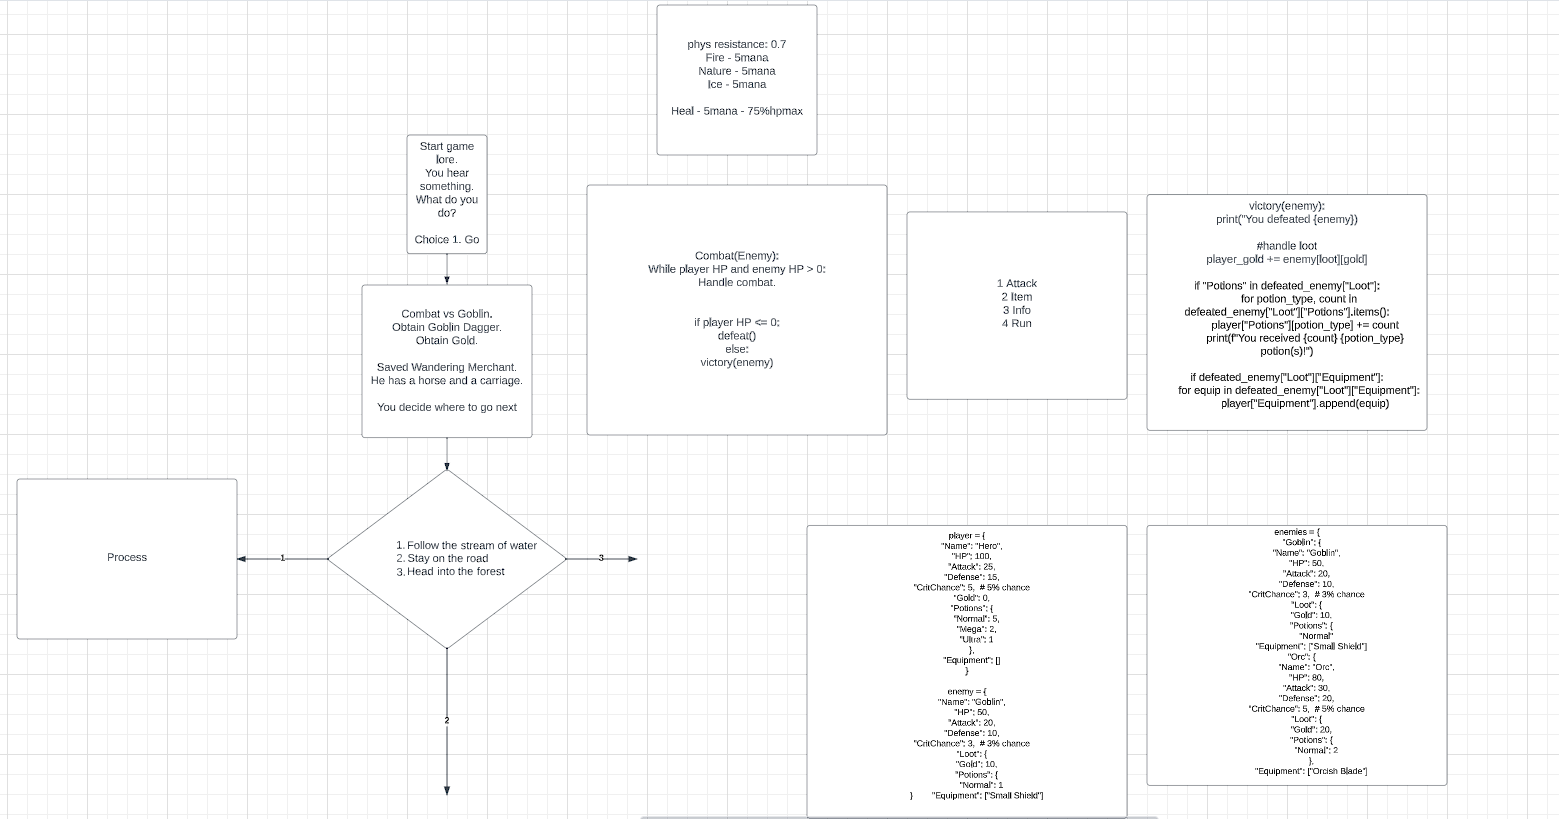 phys resistance: 0.7
Fire - 5mana
Nature - 5mana
Ice - 5mana
Heal - 5mana - 75%hpmax
Start game
lore.
You hear
something.
What do you
do?
Choice 1. Go
Combat vs Goblin.
Obtain Goblin Dagger.
Obtain Gold.
Saved Wandering Merchant.
He has a horse and a carriage.
You decide where to go next
Combat(Enemy):
While player HP and enemy HP > 0:
Handle combat.
if player HP <= 0:
defeat()
else:
victory(enemy)
1 Attack
2 Item
3 Info
4 Run
victory(enemy):
print("You defeated {enemy})
#handle loot
player_gold += enemy[loot][gold]
if "Potions" in defeated_enemy["Loot"]:
for potion_type, count in
defeated_enemy["Loot"]["Potions"].items():
player["Potions"][potion_type] += count
print(f"You received {count} {potion_type}
potion(s)!")
if defeated_enemy["Loot"]["Equipment"]:
for equip in defeated_enemy["Loot"]["Equipment"]:
player["Equipment"].append(equip)
Process
1
1. Follow the stream of water
2. Stay on the road
3. Head into the forest
3
2
player = {
"Name": "Hero",
"HP": 100,
"Attack": 25,
"Defense": 15,
"CritChance": 5,  # 5% chance
"Gold": 0,
"Potions": {
"Normal": 5,
"Mega": 2,
"Ultra": 1
},
"Equipment": []
}
enemy = {
"Name": "Goblin",
"HP": 50,
"Attack": 20,
"Defense": 10,
"CritChance": 3,  # 3% chance
"Loot": {
"Gold": 10,
"Potions": {
"Normal": 1
}       "Equipment": ["Small Shield"]
enemies = {
"Goblin": {
"Name": "Goblin",
"HP": 50,
"Attack": 20,
"Defense": 10,
"CritChance": 3,  # 3% chance
"Loot": {
"Gold": 10,
"Potions": {
"Normal"
"Equipment": ["Small Shield"]
"Orc": {
"Name": "Orc",
"HP": 80,
"Attack": 30,
"Defense": 20,
"CritChance": 5,  # 5% chance
"Loot": {
"Gold": 20,
"Potions": {
"Normal": 2
},
"Equipment": ["Orcish Blade"]